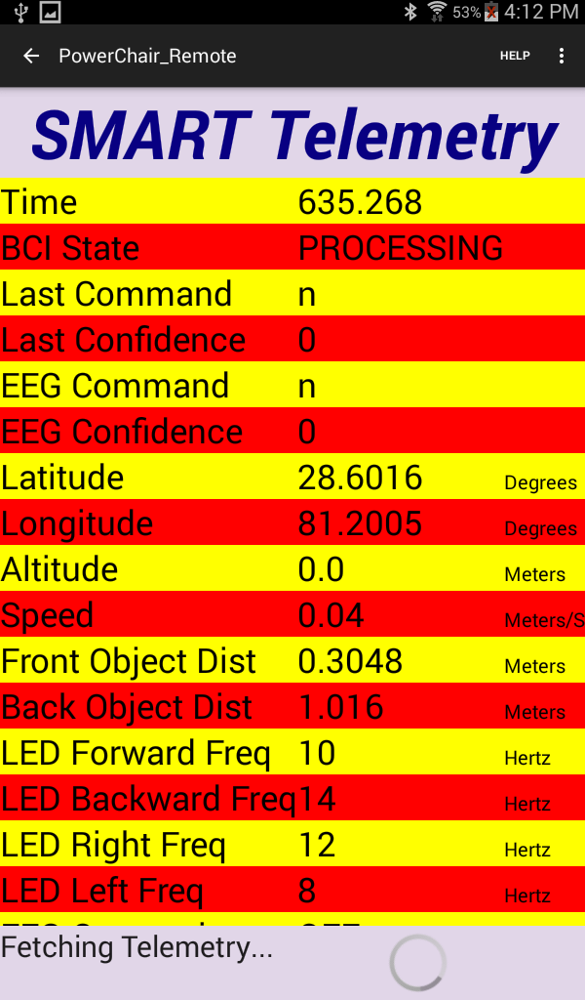 53% 4:12 PM
PowerChair_Remote HELP
SMART Telemetry
Time 635.268
BCI State PROCESSING
Last Command n
Last Confidence 0
EEG Command n
EEG Confidence 0
Latitude 28.6016 Degrees
Longitude 81.2005 Degrees
Altitude 0.0 Meters
Speed 0.04 Meters/S
Front Object Dist 0.3048 Meters
Back Object Dist 1.016 Meters
LED Forward Freq 10 Hertz
LED Backward Freq 14 Hertz
LED Right Freq 12 Hertz
LED Left Freq 8 Hertz
Fetching Telemetry...